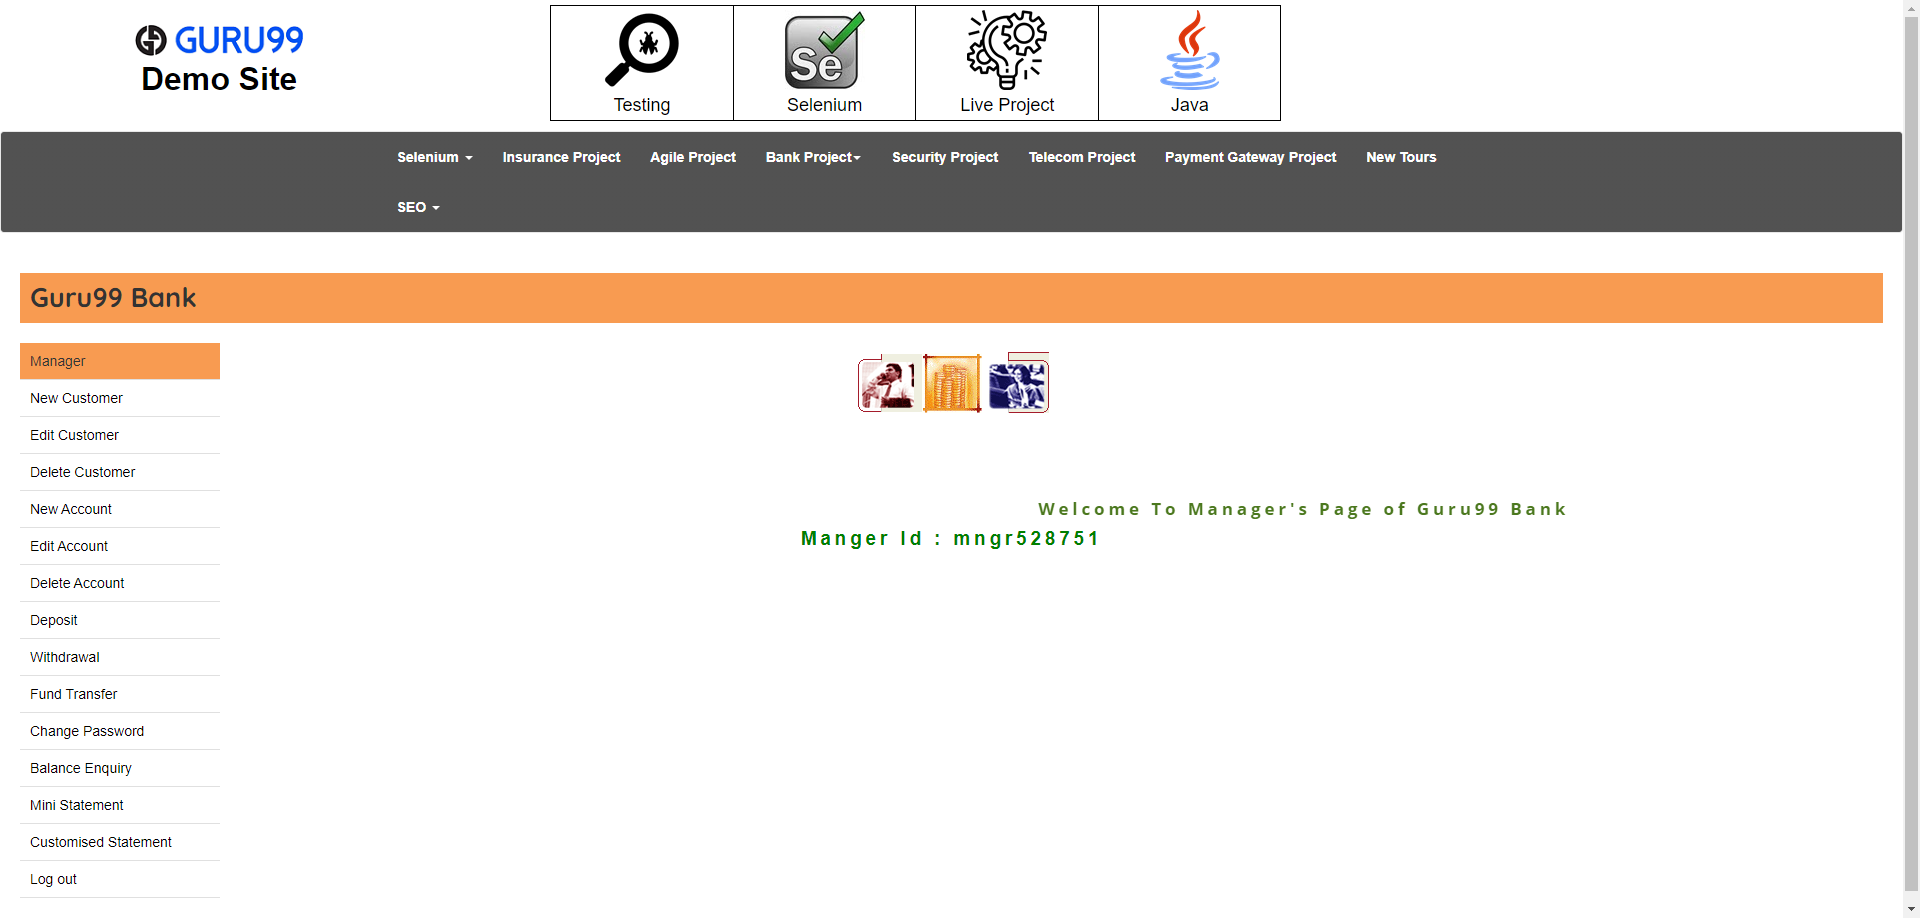 GURU99
Demo Site
Testing
Se
Selenium
Live Project
Java
Selenium Insurance Project Agile Project Bank Project Security Project Telecom Project Payment Gateway Project New Tours
SEO
Guru99 Bank
Manager
New Customer
Edit Customer
Delete Customer
New Account
Edit Account
Delete Account
Deposit
Withdrawal
Fund Transfer
Change Password
Balance Enquiry
Mini Statement
Customised Statement
Log out
Welcome To Manager's Page of Guru99 Bank
Manger Id : mngr528751